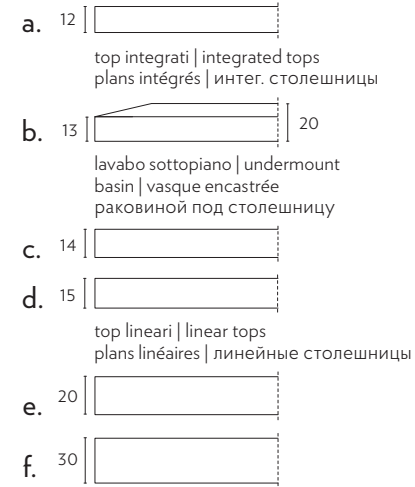 a. 12
top integrati | integrated tops
plans intégrés | интег. столешницы
b. 13 20
lavabo sottopiano | undermount
basin | vasque encastrée
раковиной под столешницу
c. 14
d. 15
top lineari | linear tops
plans linéaires | линейные столешницы
e. 20
f. 30